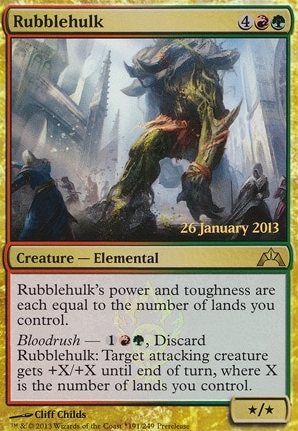 Rubblehulk 4
26 January 2013
Creature — Elemental
Rubblehulk's power and toughness are
each equal to the number of lands you
control.
Bloodrush — 1, Discard
Rubblehulk: Target attacking creature
gets +X/+X until end of turn, where X
is the number of lands you control.
*/*
Cliff Childs
™ & © 2013 Wizards of the Coast 191/249 Prerelease